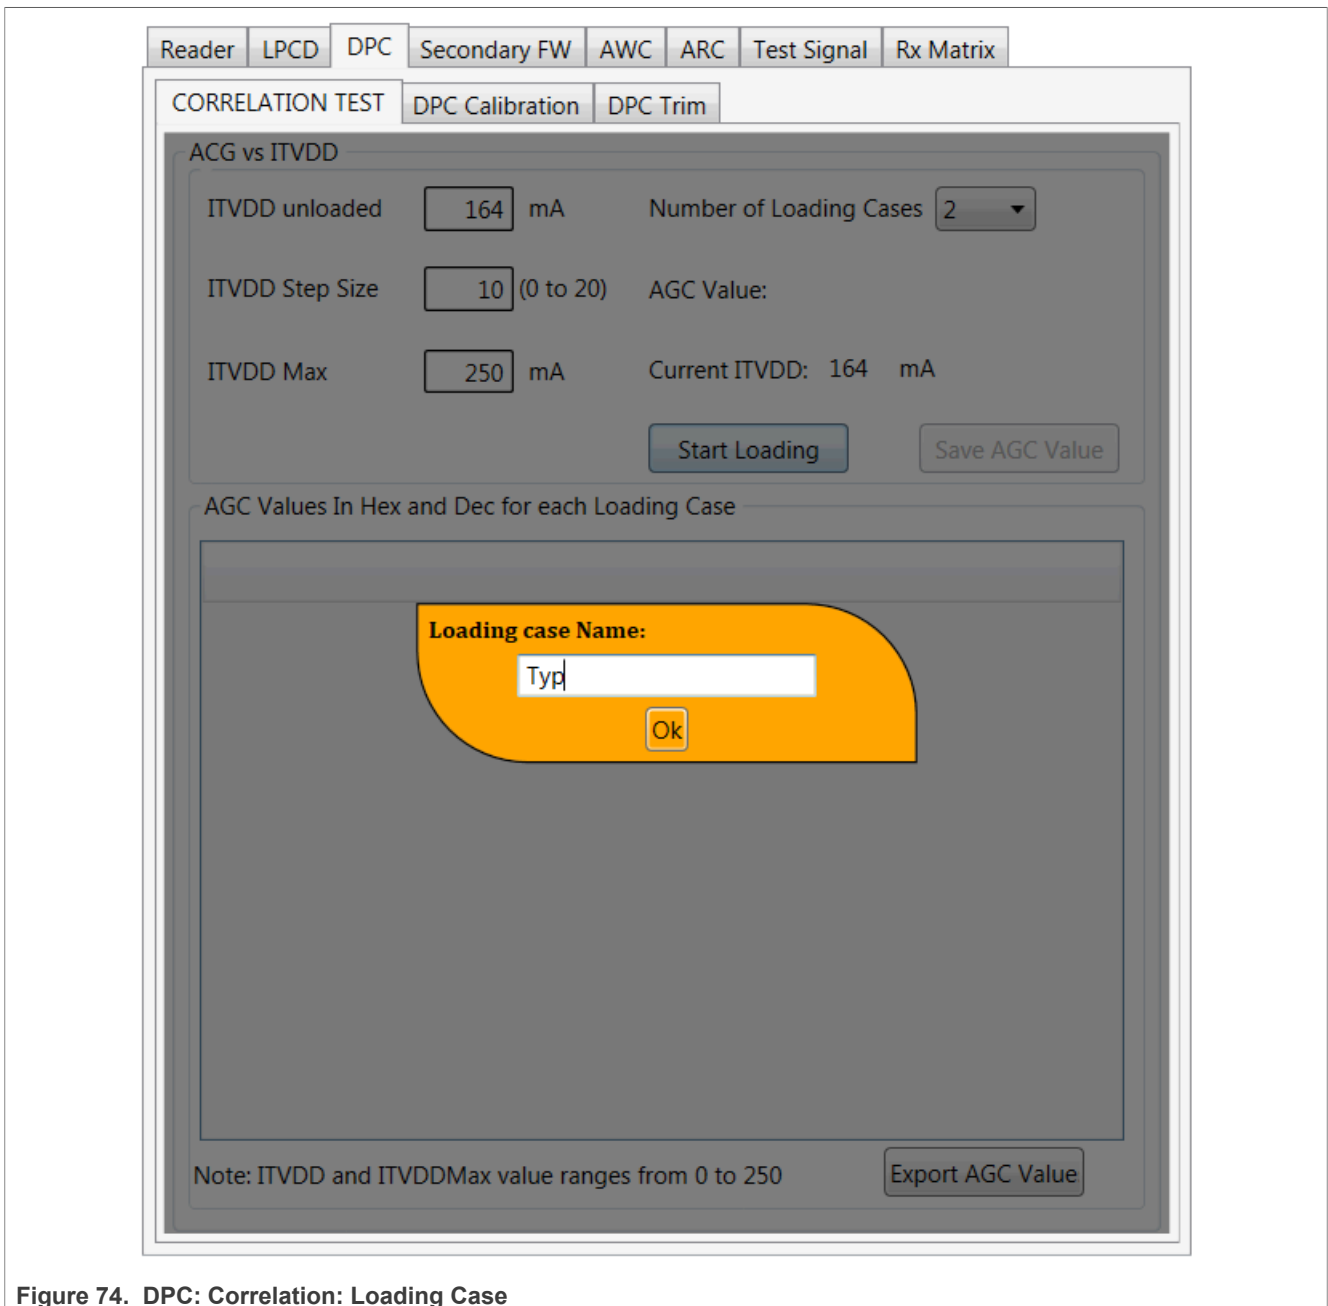 Reader LPCD DPC Secondary FW AWC ARC Test Signal Rx Matrix
CORRELATION TEST DPC Calibration DPC Trim
ACG vs ITVDD
ITVDD unloaded 164 mA Number of Loading Cases 2
ITVDD Step Size 10 (0 to 20) AGC Value:
ITVDD Max 250 mA Current ITVDD: 164 mA
Start Loading Save AGC Value
AGC Values In Hex and Dec for each Loading Case
Loading case Name:
Typ
Ok
Note: ITVDD and ITVDDMax value ranges from 0 to 250 Export AGC Value
Figure 74. DPC: Correlation: Loading Case